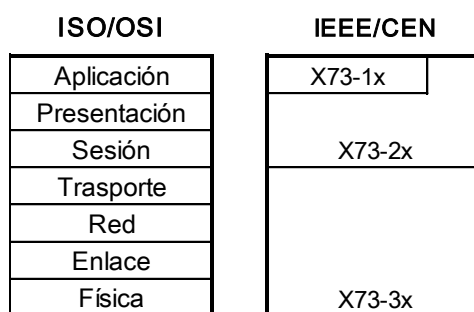 ISO/OSI IEEE/CEN
Aplicación X73-1x
Presentación
Sesión X73-2x
Trasporte
Red
Enlace
Física X73-3x